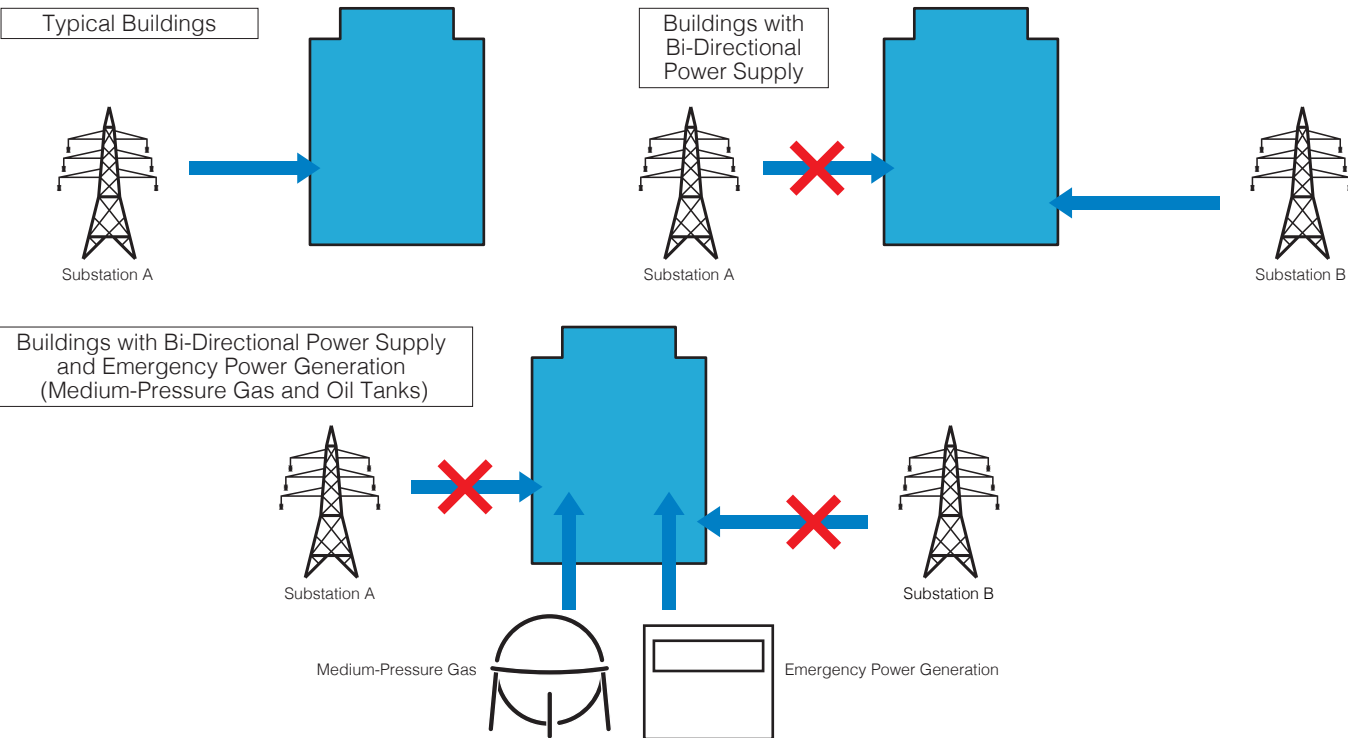 Typical Buildings
Substation A
Buildings with
Bi-Directional
Power Supply
Substation A
Substation B
Buildings with Bi-Directional Power Supply
and Emergency Power Generation
(Medium-Pressure Gas and Oil Tanks)
Substation A
Substation B
Medium-Pressure Gas
Emergency Power Generation